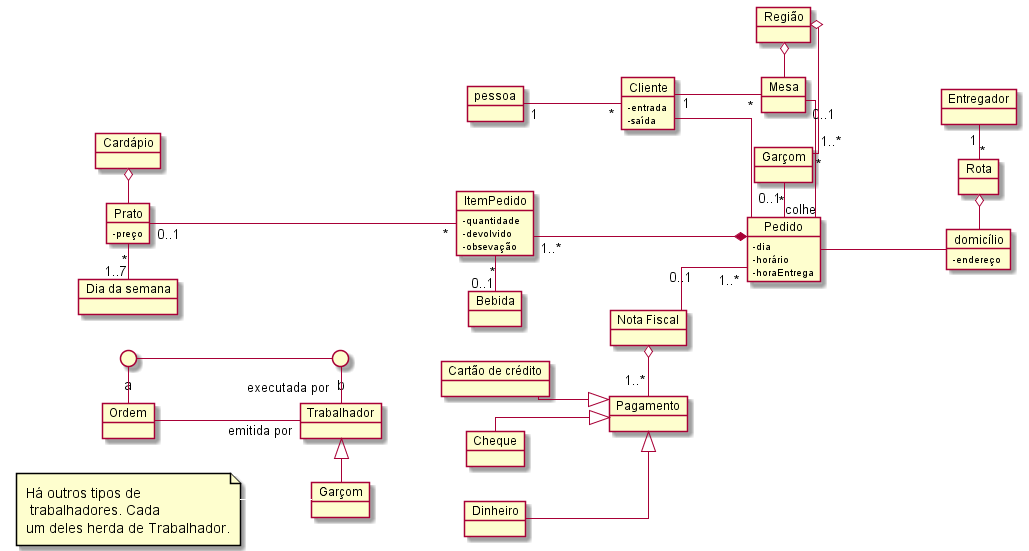 Região
Cliente
-entrada
-saída
Mesa
pessoa
1
*
1
*
0..1
1..*
Entregador
1
*
Rota
Cardápio
Garçom
*
0..1
*
colhe
Prato
-preço
0..1
ItemPedido
-quantidade
-devolvido
-obsevação
*
1..*
Pedido
-dia
-horário
-horaEntrega
domicílio
-endereço
*
1..7
Dia da semana
*
0..1
Bebida
0..1
1..*
Nota Fiscal
a
executada por
b
1..*
Cartão de crédito
Ordem
Trabalhador
emitida por
Pagamento
Cheque
Garçom
Dinheiro
Há outros tipos de
trabalhadores. Cada
um deles herda de Trabalhador.